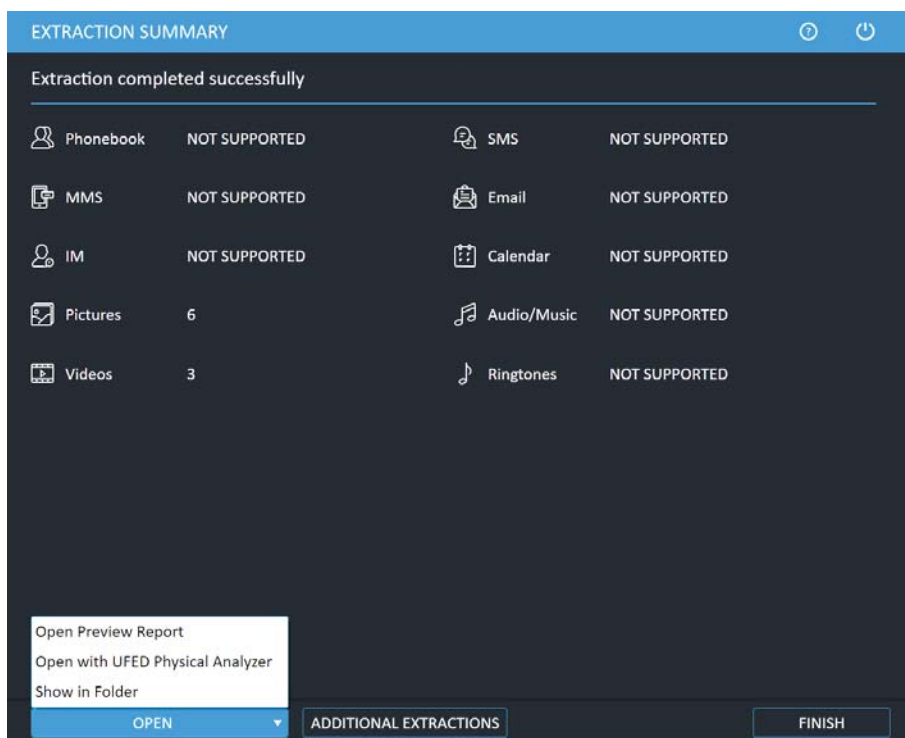 EXTRACTION SUMMARY
Extraction completed successfully
Phonebook NOT SUPPORTED SMS NOT SUPPORTED
MMS NOT SUPPORTED Email NOT SUPPORTED
IM NOT SUPPORTED Calendar NOT SUPPORTED
Pictures 6 Audio/Music NOT SUPPORTED
Videos 3 Ringtones NOT SUPPORTED
Open Preview Report
Open with UFED Physical Analyzer
Show in Folder
OPEN ADDITIONAL EXTRACTIONS FINISH